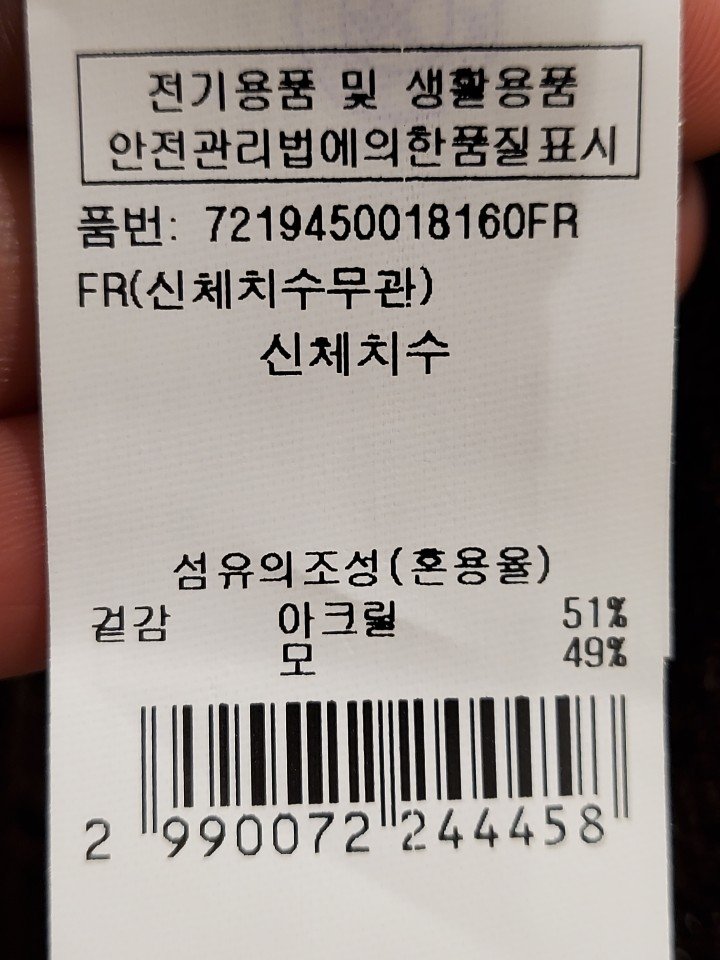 전기용품 및 생활용품
안전관리법에의한품질표시
품번: 7219450018160FR
FR(신체치수무관)
신체치수
섬유의조성(혼용율)
겉감 아크릴 51%
모 49%
2 990072 244458